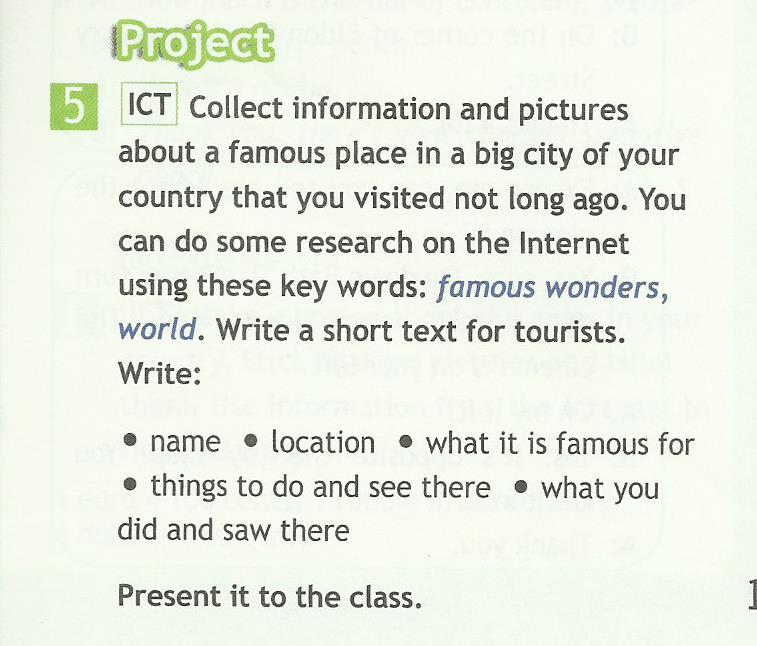 Project
5 ICT Collect information and pictures
about a famous place in a big city of your
country that you visited not long ago. You
can do some research on the Internet
using these key words: famous wonders,
world. Write a short text for tourists.
Write:
• name • location • what it is famous for
• things to do and see there • what you
did and saw there
Present it to the class.